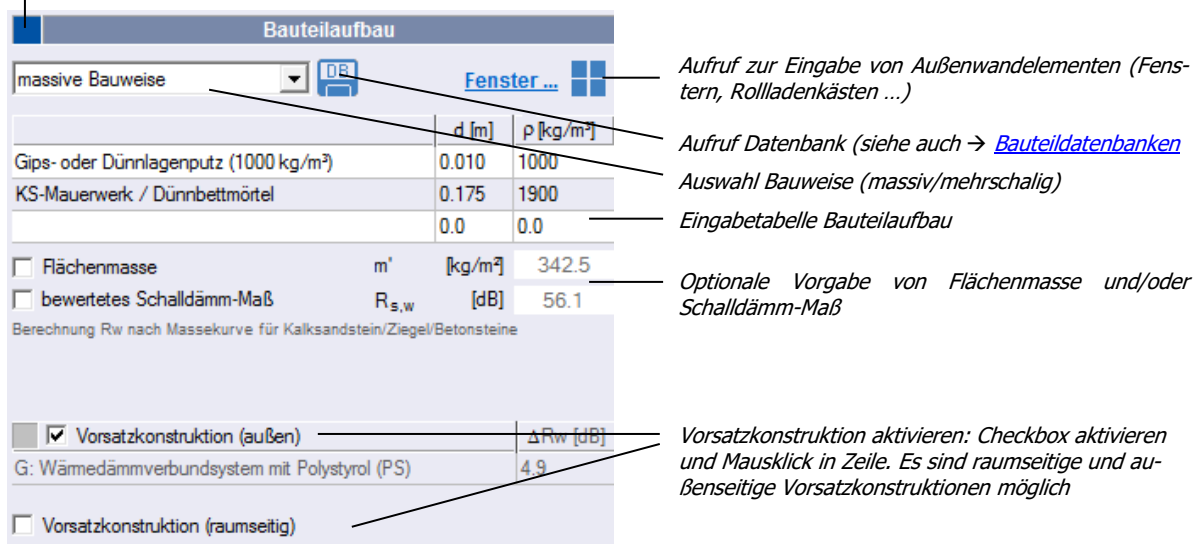 Bauteilaufbau
massive Bauweise
DB
Fenster ...
d [m] ρ [kg/m³]
Gips- oder Dünnlagenputz (1000 kg/m³) 0.010 1000
KS-Mauerwerk / Dünnbettmörtel 0.175 1900
0.0 0.0
Flächenmasse m' [kg/m²] 342.5
bewertetes Schalldämm-Maß Rs,w [dB] 56.1
Berechnung Rw nach Massekurve für Kalksandstein/Ziegel/Betonsteine
Vorsatzkonstruktion (außen) ΔRw [dB]
G: Wärmedämmverbundsystem mit Polystyrol (PS) 4.9
Vorsatzkonstruktion (raumseitig)
Aufruf zur Eingabe von Außenwandelementen (Fens-
tern, Rollladenkästen …)
Aufruf Datenbank (siehe auch → Bauteildatenbanken
Auswahl Bauweise (massiv/mehrschalig)
Eingabetabelle Bauteilaufbau
Optionale Vorgabe von Flächenmasse und/oder
Schalldämm-Maß
Vorsatzkonstruktion aktivieren: Checkbox aktivieren
und Mausklick in Zeile. Es sind raumseitige und au-
ßenseitige Vorsatzkonstruktionen möglich